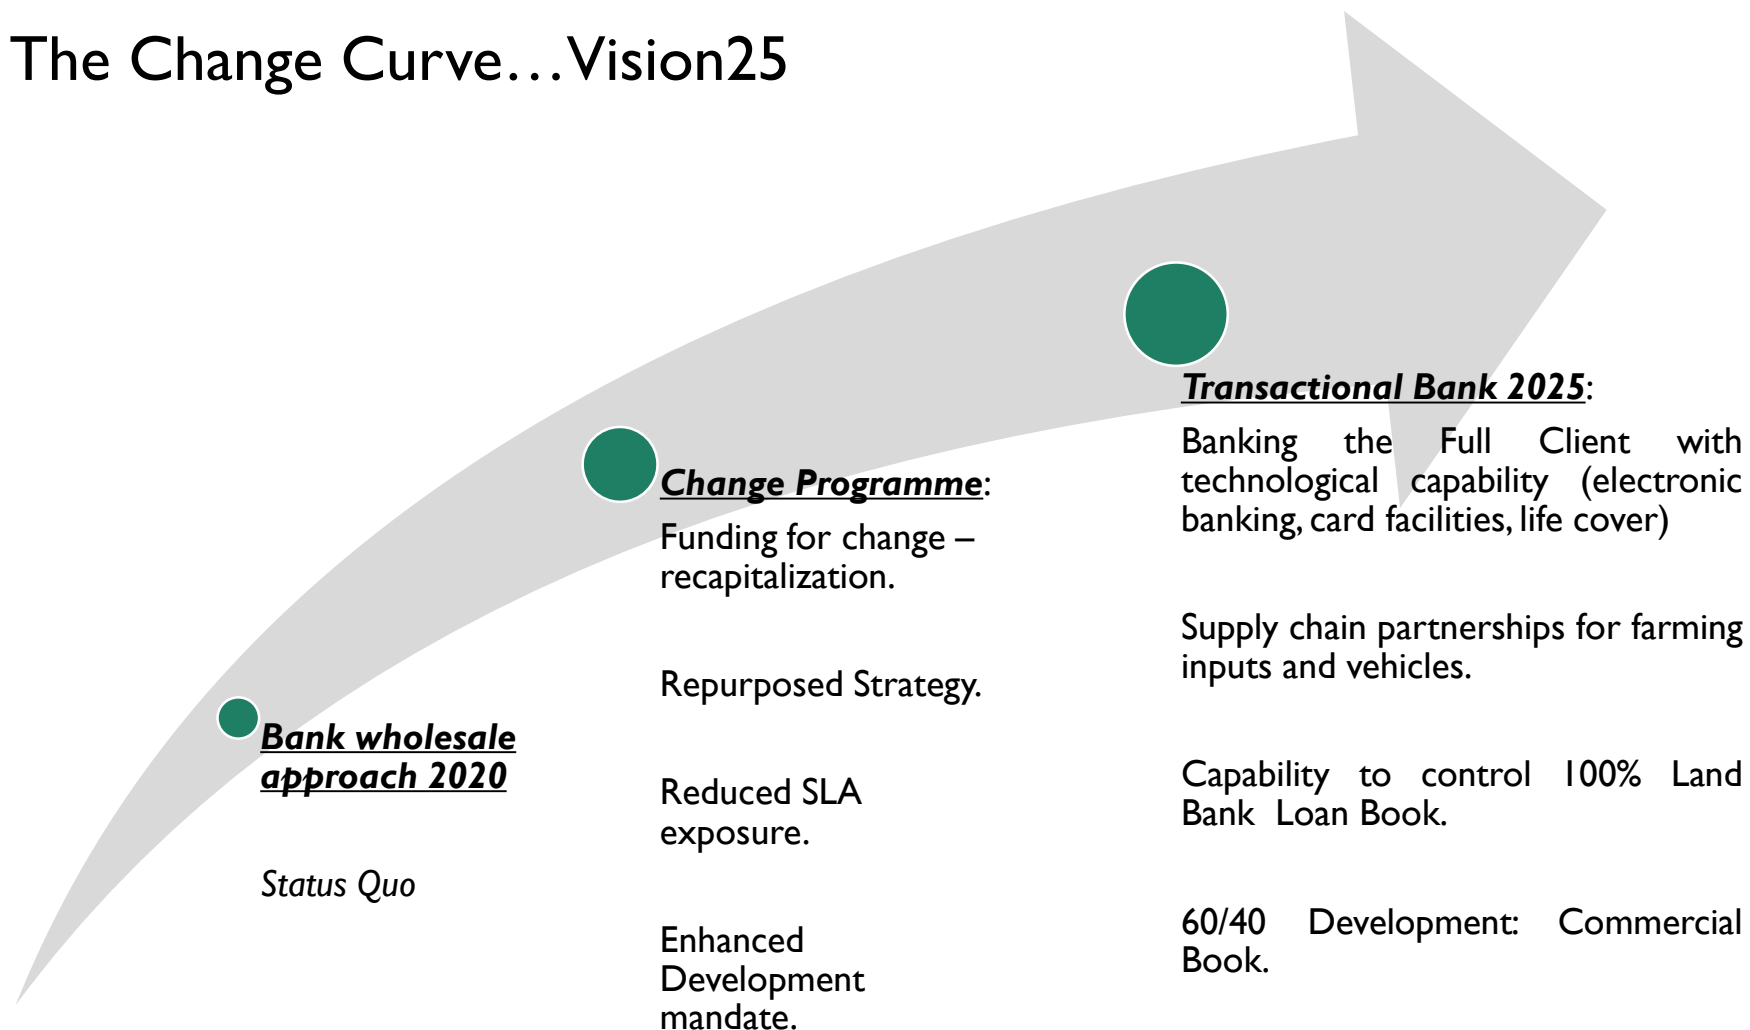 The Change Curve…Vision25
Bank wholesale
approach 2020
Status Quo
Change Programme:
Funding for change –
recapitalization.
Repurposed Strategy.
Reduced SLA
exposure.
Enhanced
Development
mandate.
Transactional Bank 2025:
Banking the Full Client with
technological capability (electronic
banking, card facilities, life cover)
Supply chain partnerships for farming
inputs and vehicles.
Capability to control 100% Land
Bank Loan Book.
60/40 Development: Commercial
Book.